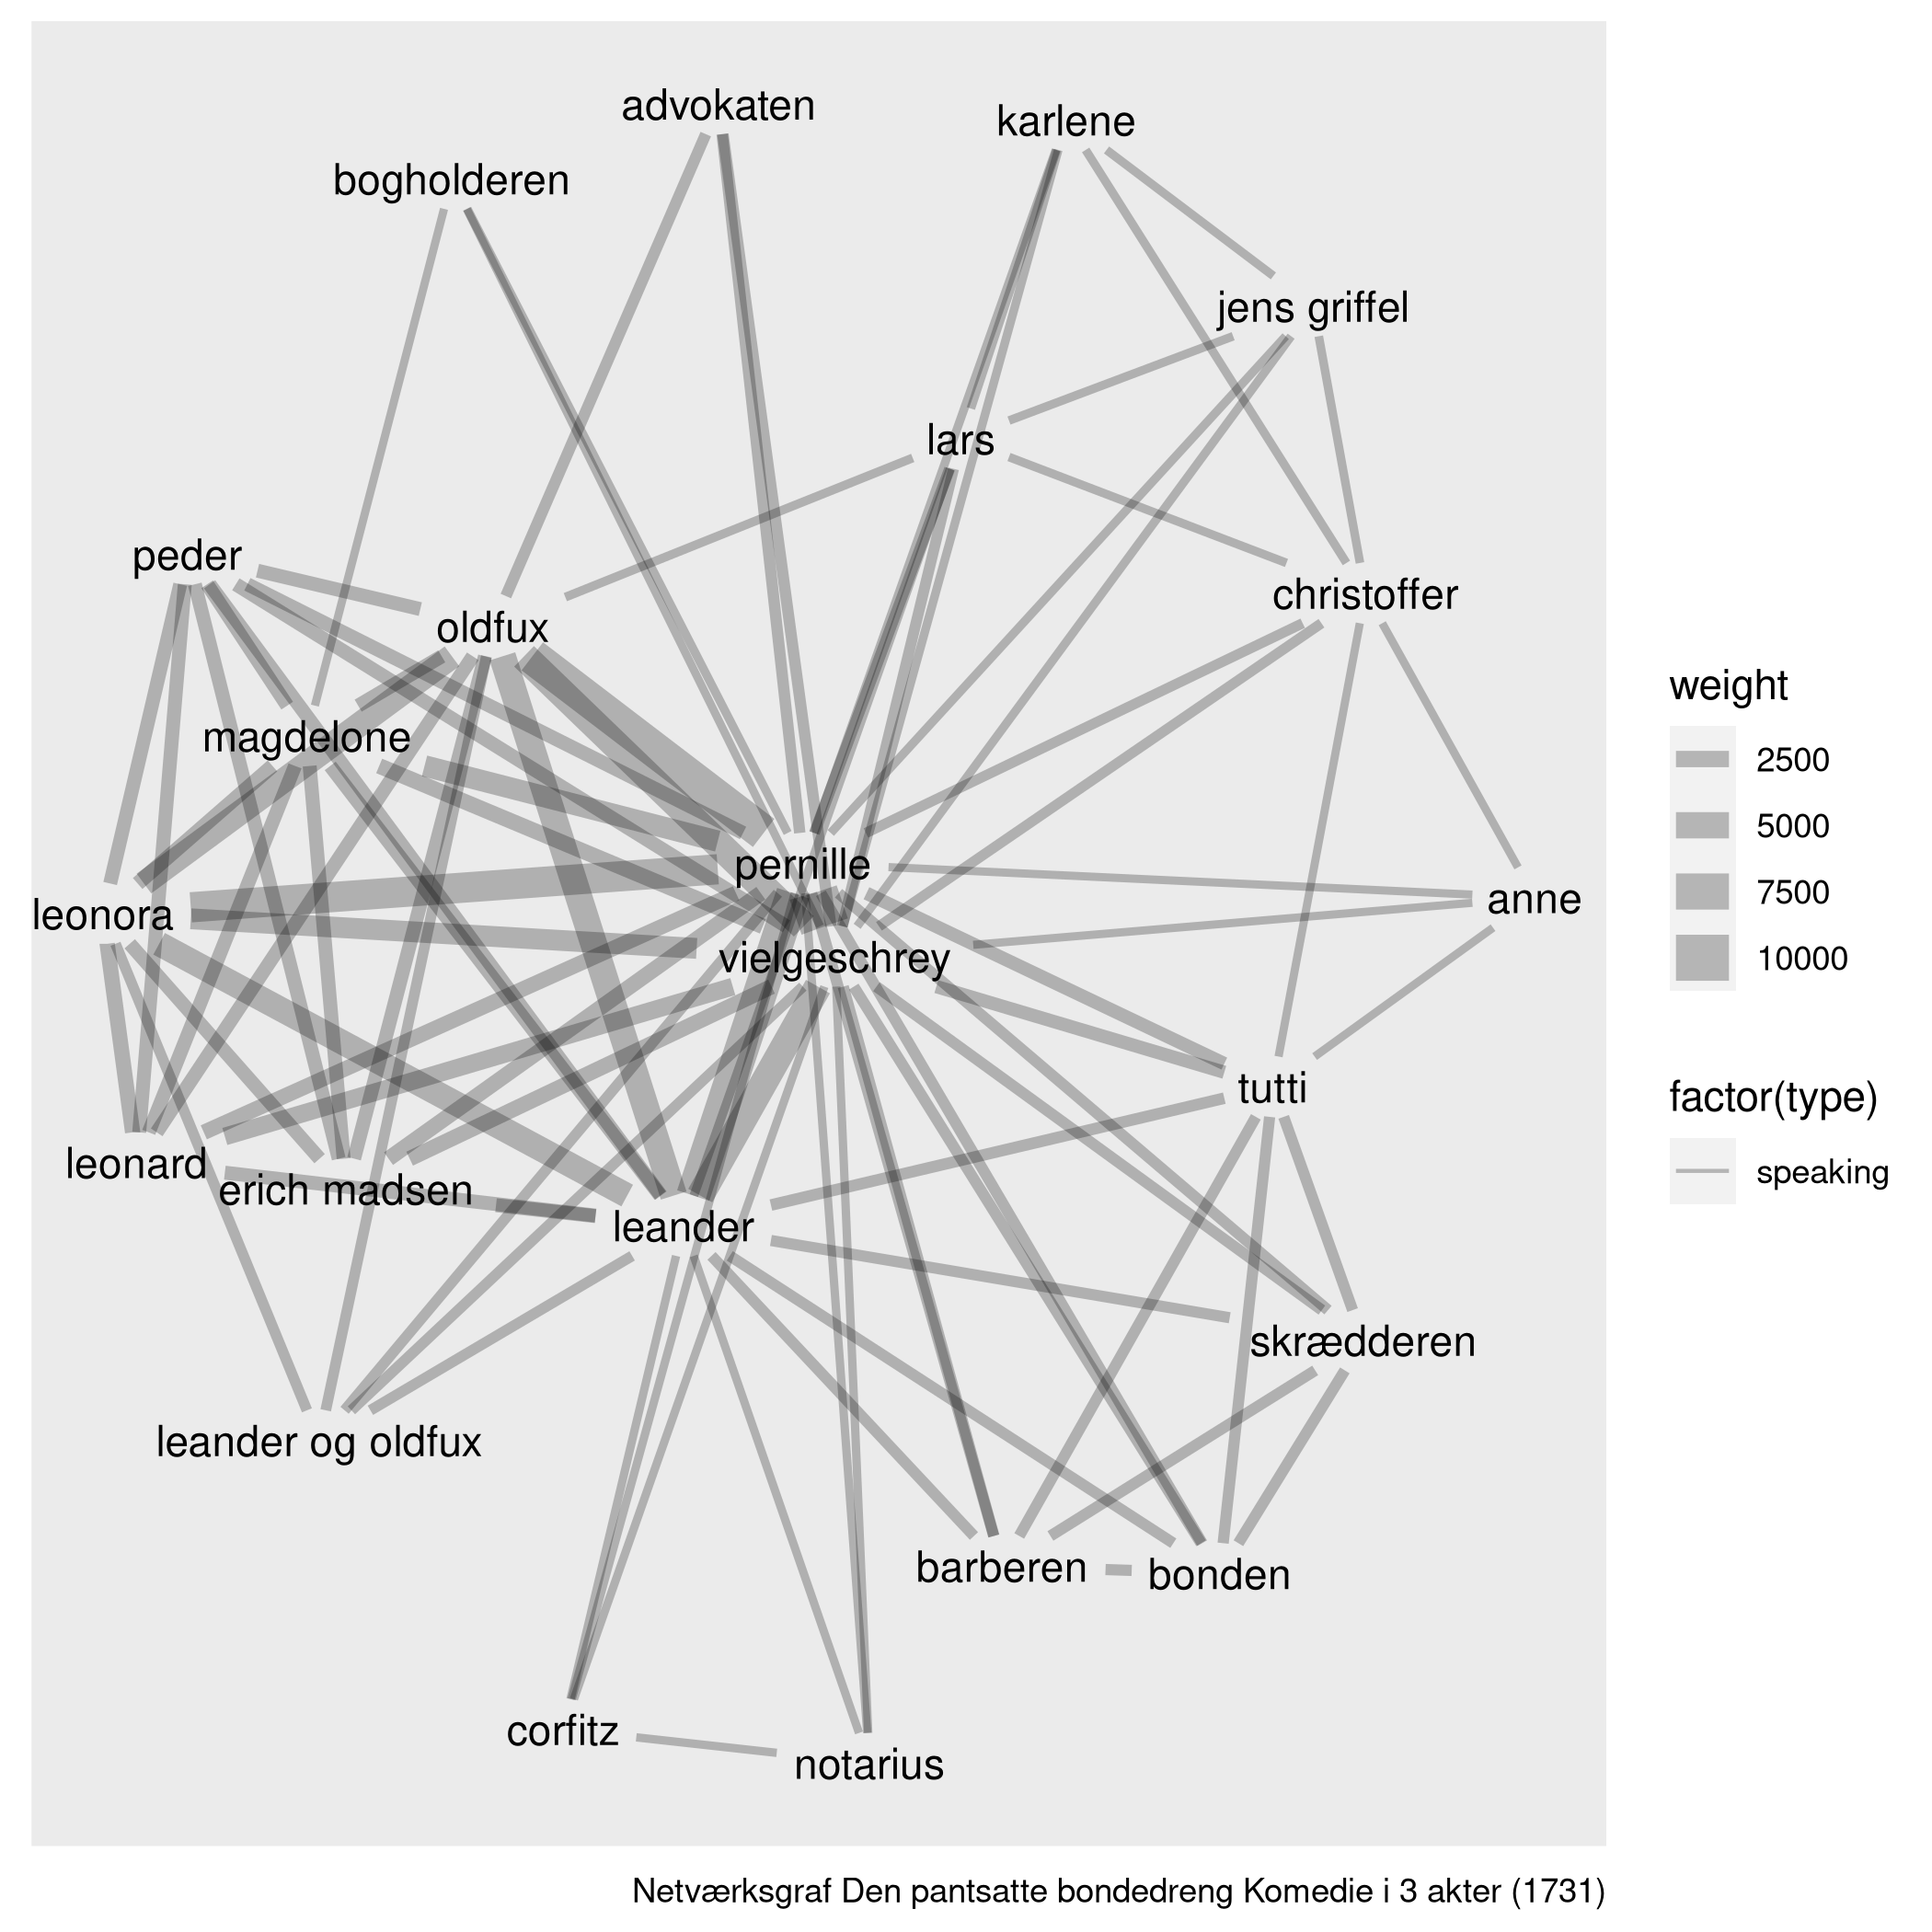 advokaten
karlene
bogholderen
jens griffel
lars
peder
christoffer
oldfux
magdelone
pernille
leonora
anne
vielgeschrey
tutti
leonard
erich madsen
leander
skrædderen
leander og oldfux
barberen
bonden
corfitz
notarius
weight
2500
5000
7500
10000
factor(type)
speaking
Netværksgraf Den pantsatte bondedreng Komedie i 3 akter (1731)